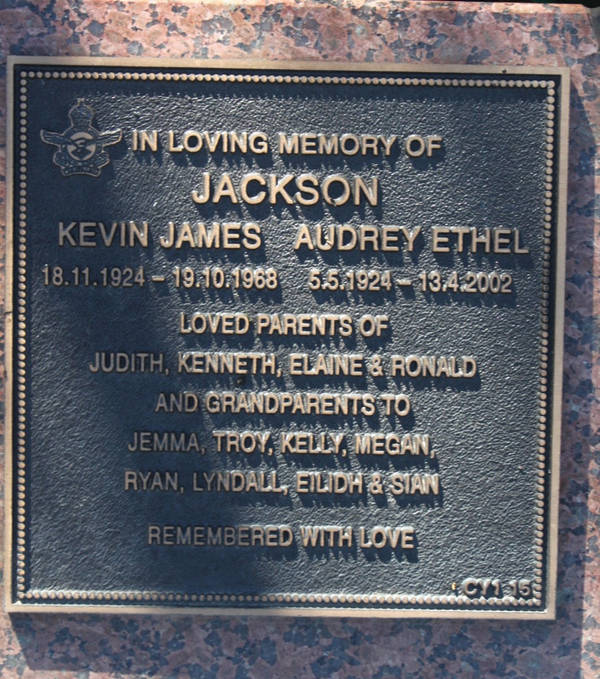 IN LOVING MEMORY OF
JACKSON
KEVIN JAMES AUDREY ETHEL
18.11.1924 – 19.10.1968 5.5.1924 – 13.4.2002
LOVED PARENTS OF
JUDITH, KENNETH, ELAINE & RONALD
AND GRANDPARENTS TO
JEMMA, TROY, KELLY, MEGAN,
RYAN, LYNDALL, EILIDH & SIAN
REMEMBERED WITH LOVE